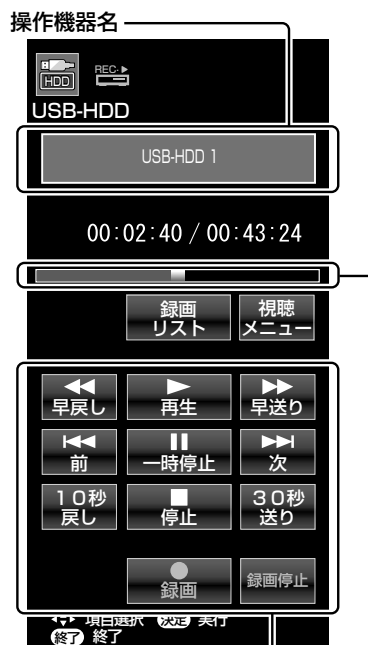 操作機器名
HDD
REC
USB-HDD
USB-HDD 1
00:02:40 / 00:43:24
録画
リスト
視聴
メニュー
早戻し
再生
早送り
前
一時停止
次
10秒
戻し
停止
30秒
送り
録画
録画停止
項目選択 決定 実行
終了 終了